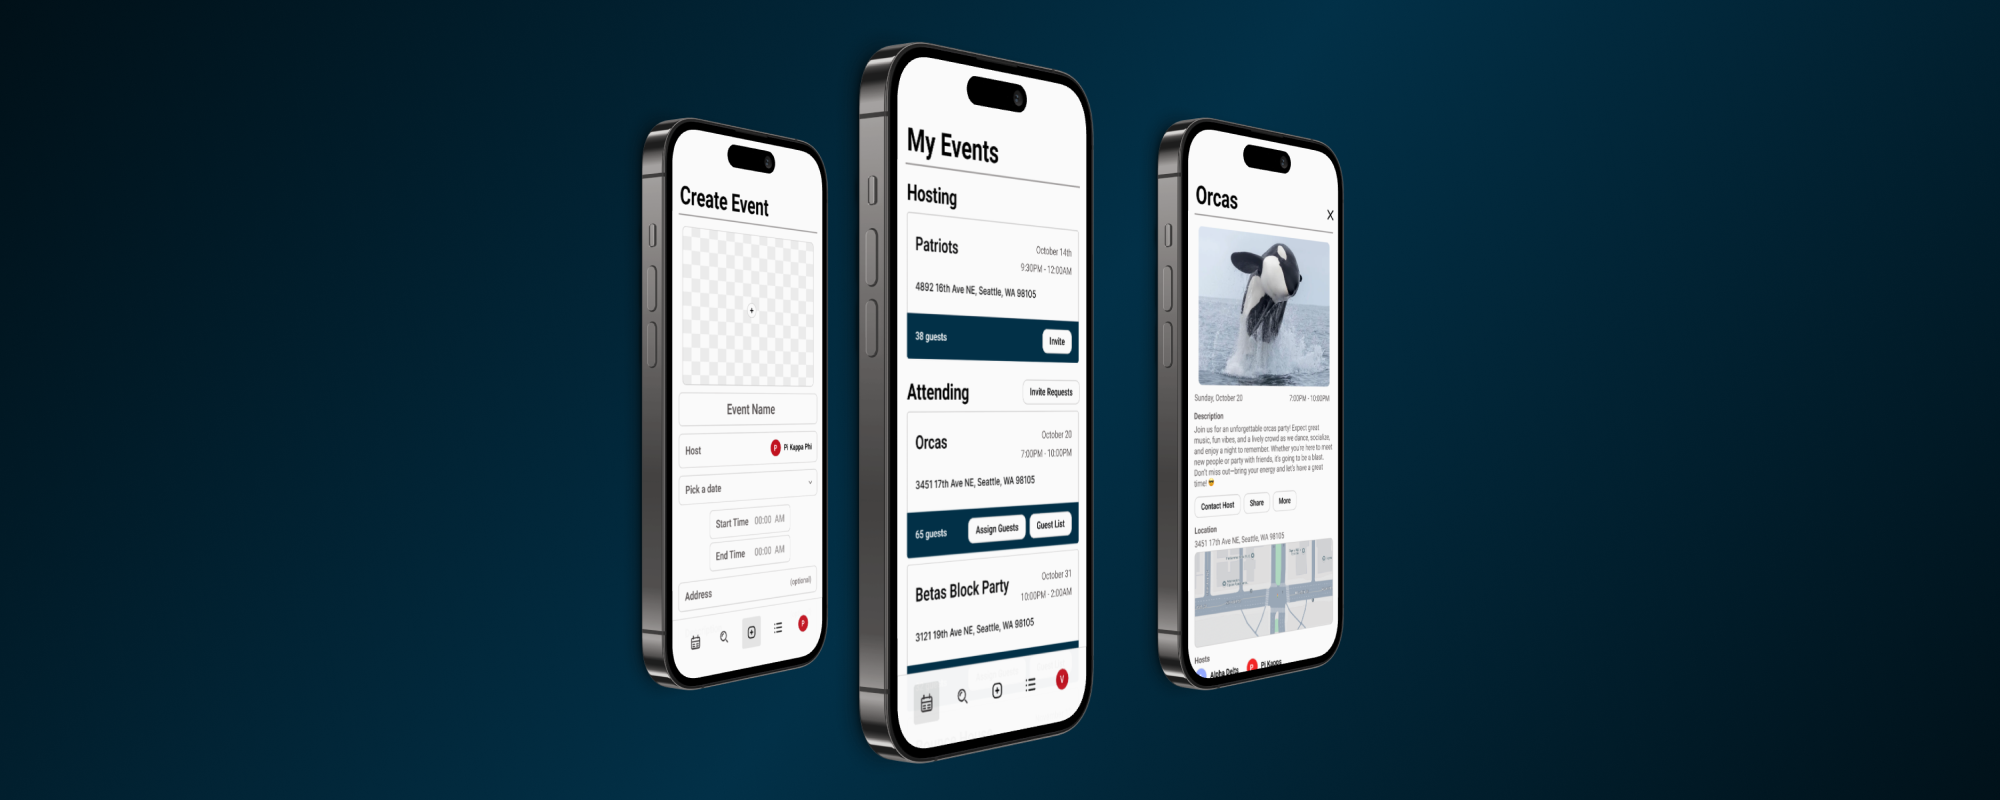 Create Event
+
Event Name
Host
P
Pi Kappa Phi
Pick a date
Start Time 00:00 AM
End Time 00:00 AM
(optional)
Address
P
My Events
Hosting
Patriots
October 14th
9:30PM - 12:00AM
4892 16th Ave NE, Seattle, WA 98105
38 guests
Invite
Attending
Invite Requests
Orcas
October 20
7:00PM - 10:00PM
3451 17th Ave NE, Seattle, WA 98105
65 guests
Assign Guests
Guest List
Betas Block Party
October 31
10:00PM - 2:00AM
3121 19th Ave NE, Seattle, WA 98105
V
Orcas
X
Sunday, October 20
7:00PM - 10:00PM
Description
Join us for an unforgettable orcas party! Expect great
music, fun vibes, and a lively crowd as we dance, socialize,
and enjoy a night to remember. Whether you're here to meet
new people or party with friends, it's going to be a blast.
Don't miss out—bring your energy and let's have a great
time! 😎
Contact Host
Share
More
Location
3451 17th Ave NE, Seattle, WA 98105
Hosts
Alpha Delts
P
Pi Kapps